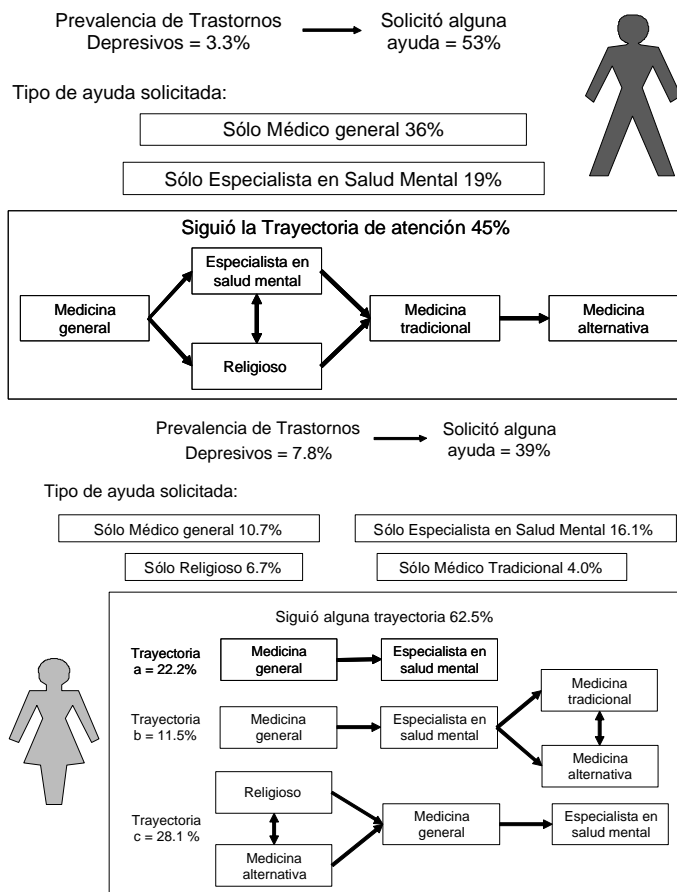 Prevalencia de Trastornos
Depresivos = 3.3%
Solicitó alguna
ayuda = 53%
Tipo de ayuda solicitada:
Sólo Médico general 36%
Sólo Especialista en Salud Mental 19%
Siguió la Trayectoria de atención 45%
Medicina
general
Especialista en
salud mental
Religioso
Medicina
tradicional
Medicina
alternativa
Prevalencia de Trastornos
Depresivos = 7.8%
Solicitó alguna
ayuda = 39%
Tipo de ayuda solicitada:
Sólo Médico general 10.7%
Sólo Especialista en Salud Mental 16.1%
Sólo Religioso 6.7%
Sólo Médico Tradicional 4.0%
Siguió alguna trayectoria 62.5%
Trayectoria
a = 22.2%
Medicina
general
Especialista en
salud mental
Trayectoria
b = 11.5%
Medicina
general
Especialista en
salud mental
Medicina
tradicional
Medicina
alternativa
Trayectoria
c = 28.1 %
Religioso
Medicina
alternativa
Medicina
general
Especialista en
salud mental